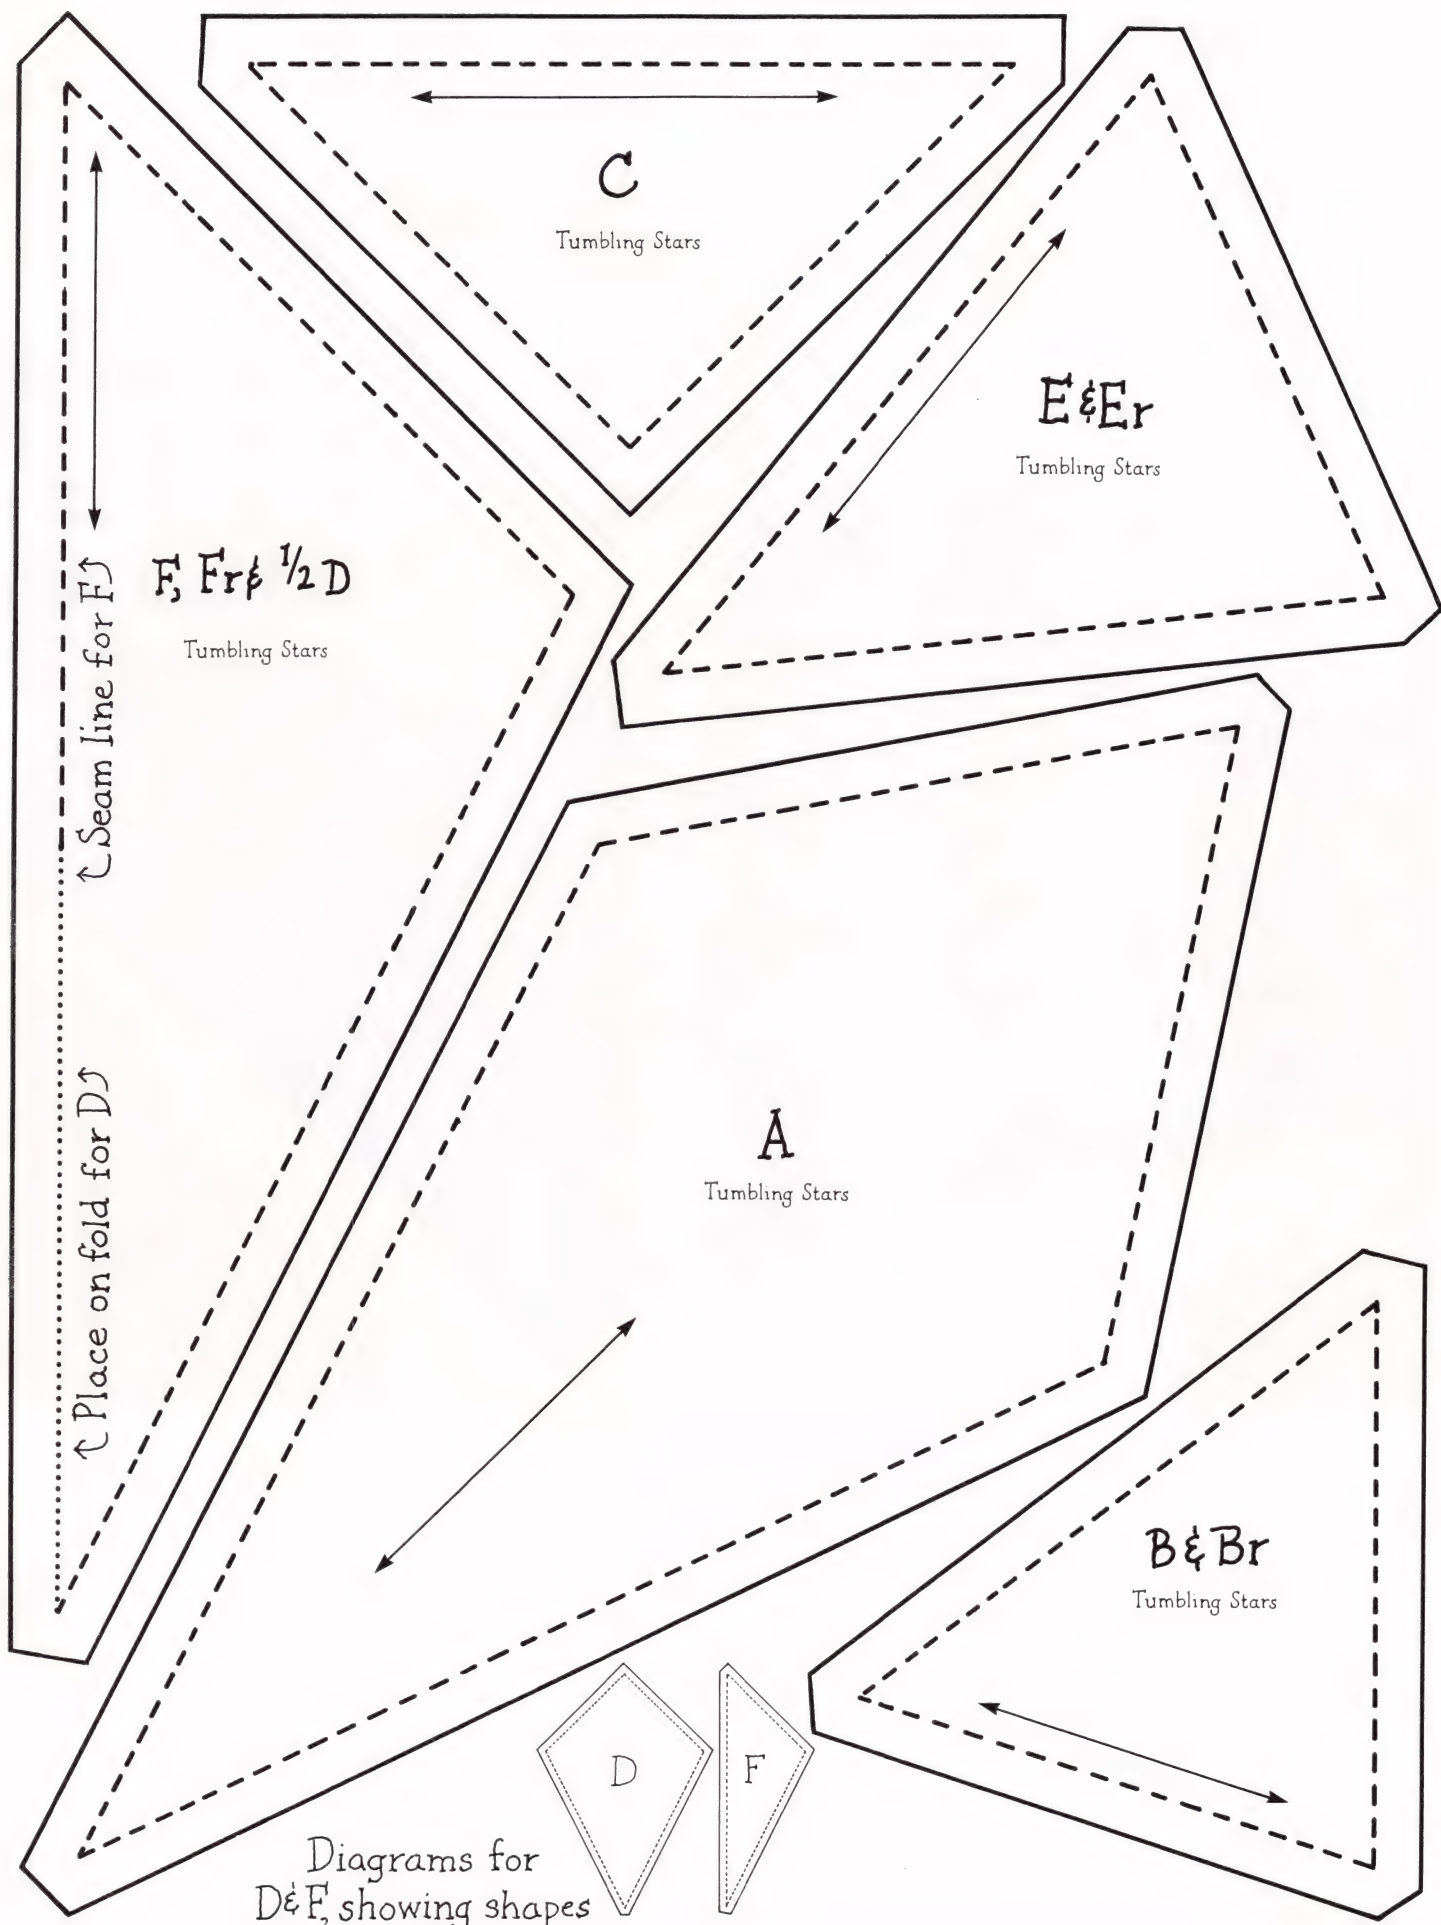 C
Tumbling Stars
E & Er
Tumbling Stars
F, Fr & 1/2 D
Tumbling Stars
Seam line for F
Place on fold for D
A
Tumbling Stars
B & Br
Tumbling Stars
D
F
Diagrams for
D & F, showing shapes